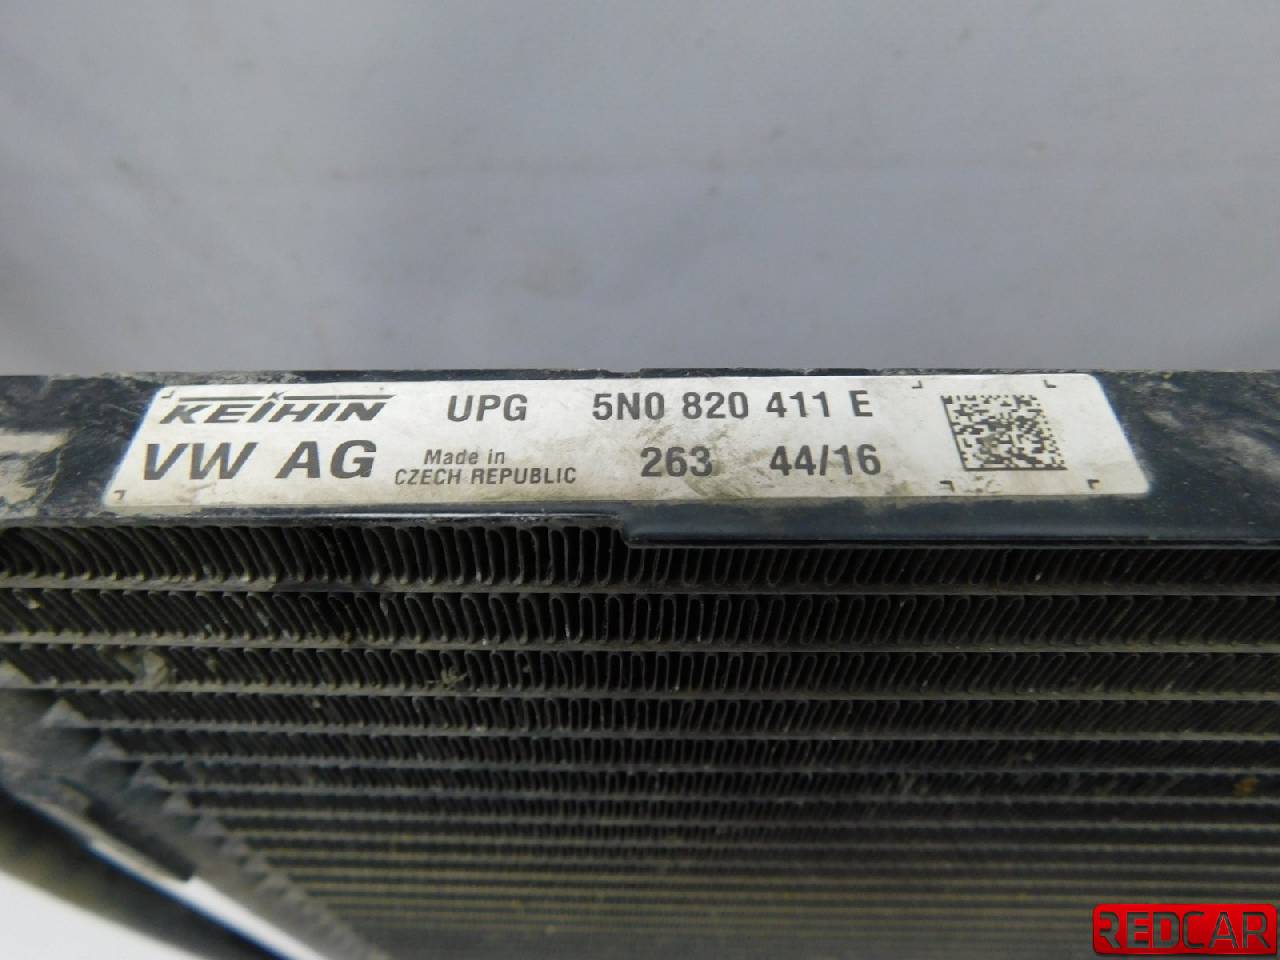 KEIHIN UPG 5N0 820 411 E
VW AG Made in CZECH REPUBLIC 263 44/16
REDCAR